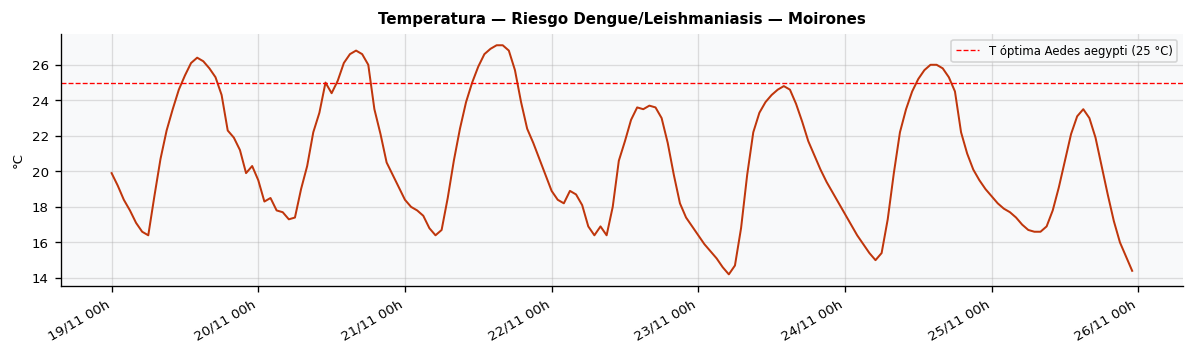 Temperatura — Riesgo Dengue/Leishmaniasis — Moirones
T óptima Aedes aegypti (25 °C)
°C
26
24
22
20
18
16
14
19/11 00h
20/11 00h
21/11 00h
22/11 00h
23/11 00h
24/11 00h
25/11 00h
26/11 00h